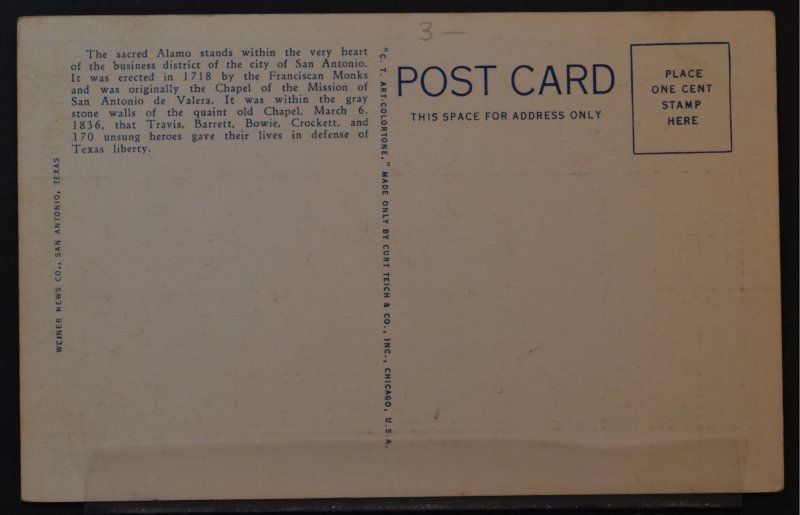 3-
The sacred Alamo stands within the very heart
of the business district of the city of San Antonio.
It was erected in 1718 by the Franciscan Monks
and was originally the Chapel of the Mission of
San Antonio de Valera. It was within the gray
stone walls of the quaint old Chapel, March 6,
1836, that Travis, Barrett, Bowie, Crockett, and
170 unsung heroes gave their lives in defense of
Texas liberty.
WEINER NEWS CO., SAN ANTONIO, TEXAS
"C. T. ART-COLORTONE," MADE ONLY BY CURT TEICH & CO., INC., CHICAGO, U.S.A.
POST CARD
THIS SPACE FOR ADDRESS ONLY
PLACE
ONE CENT
STAMP
HERE